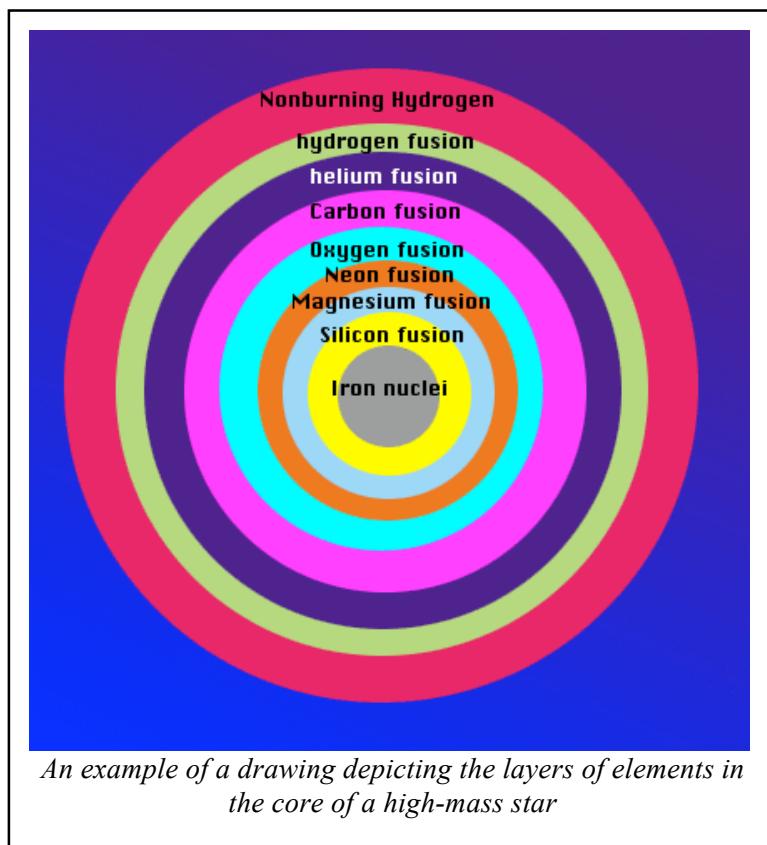 Nonburning Hydrogen
hydrogen fusion
helium fusion
Carbon fusion
Oxygen fusion
Neon fusion
Magnesium fusion
Silicon fusion
Iron nuclei
An example of a drawing depicting the layers of elements in
the core of a high-mass star